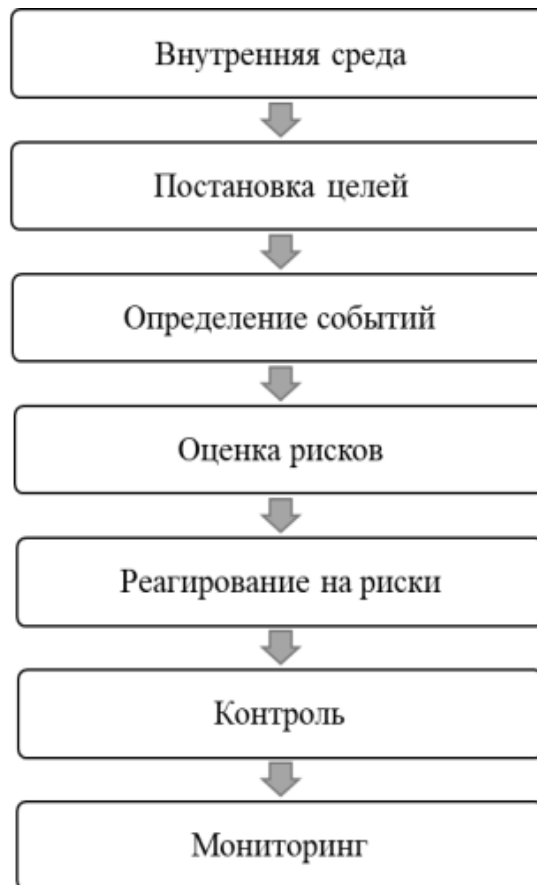 Внутренняя среда
Постановка целей
Определение событий
Оценка рисков
Реагирование на риски
Контроль
Мониторинг